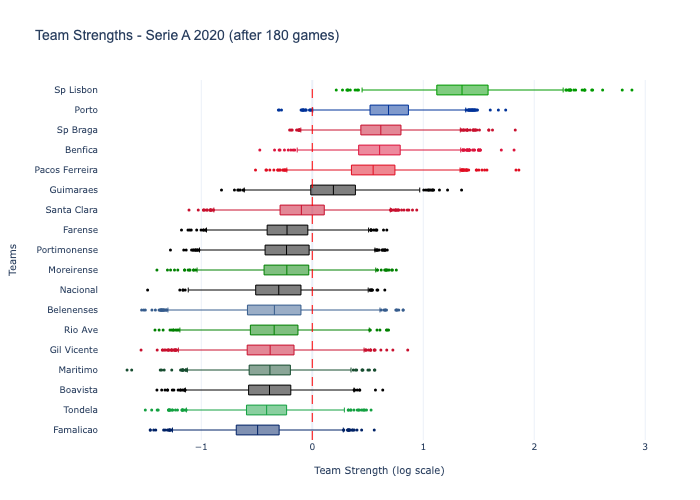 Team Strengths - Serie A 2020 (after 180 games)
Sp Lisbon
Porto
Sp Braga
Benfica
Pacos Ferreira
Guimaraes
Santa Clara
Farense
Portimonense
Moreirense
Nacional
Belenenses
Rio Ave
Gil Vicente
Maritimo
Boavista
Tondela
Famalicao
Teams
−1 0 1 2 3
Team Strength (log scale)